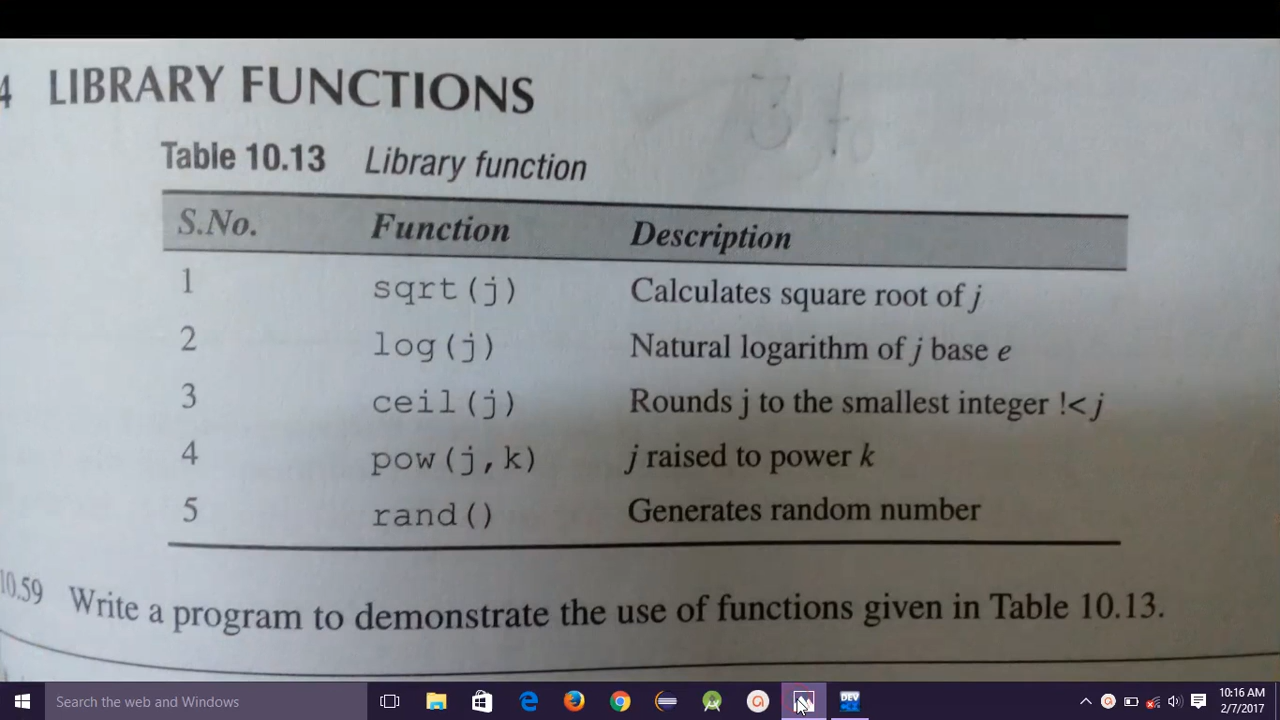 4 LIBRARY FUNCTIONS
Table 10.13 Library function
S.No. Function Description
1 sqrt(j) Calculates square root of j
2 log(j) Natural logarithm of j base e
3 ceil(j) Rounds j to the smallest integer !< j
4 pow(j,k) j raised to power k
5 rand() Generates random number
10.59 Write a program to demonstrate the use of functions given in Table 10.13.
Search the web and Windows
DEV
10:16 AM
2/7/2017